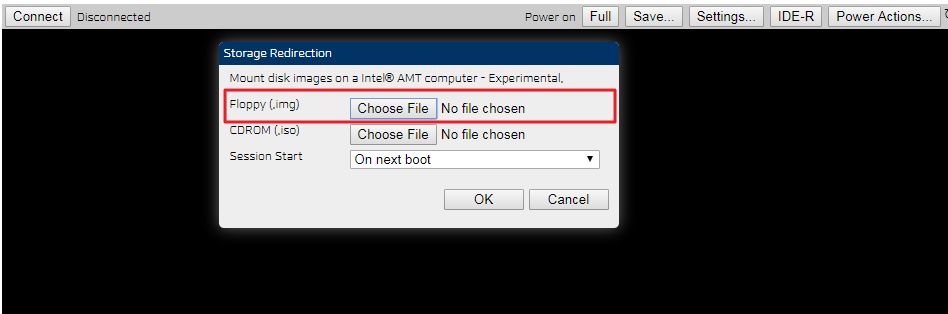 Connect Disconnected Power on Full Save... Settings... IDE-R Power Actions...
Storage Redirection
Mount disk images on a Intel® AMT computer - Experimental.
Floppy (.img) Choose File No file chosen
CDROM (.iso) Choose File No file chosen
Session Start On next boot
OK Cancel